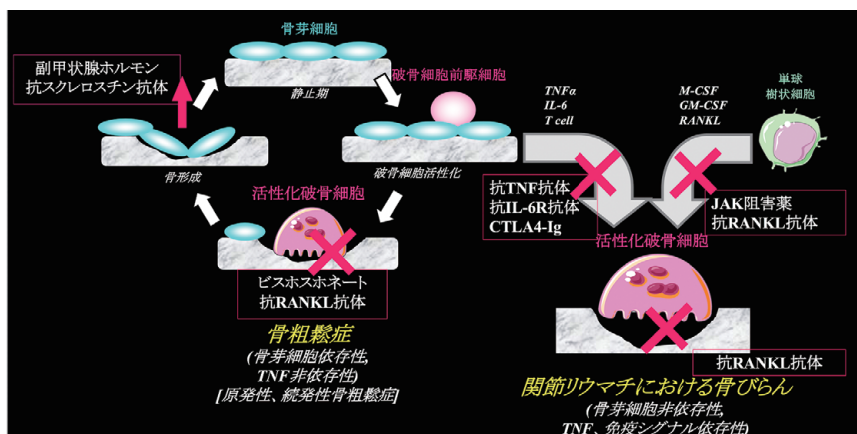 骨芽細胞
副甲状腺ホルモン
抗スクレロスチン抗体
静止期
破骨細胞前駆細胞
骨形成
破骨細胞活性化
活性化破骨細胞
ビスホスホネート
抗RANKL抗体
骨粗鬆症
(骨芽細胞依存性,
TNF非依存性)
[原発性、続発性骨粗鬆症]
TNFα
IL-6
T cell
M-CSF
GM-CSF
RANKL
単球
樹状細胞
抗TNF抗体
抗IL-6R抗体
CTLA4-Ig
JAK阻害薬
抗RANKL抗体
活性化破骨細胞
抗RANKL抗体
関節リウマチにおける骨びらん
(骨芽細胞非依存性,
TNF、免疫シグナル依存性)